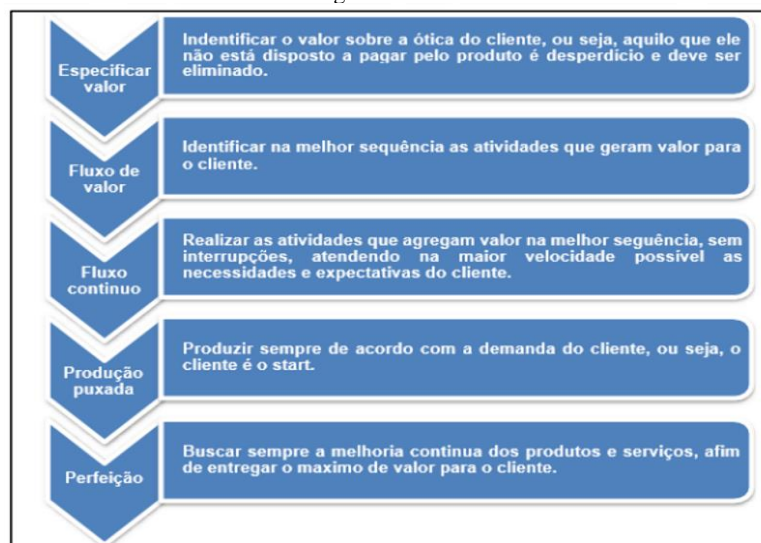 Indentificar o valor sobre a ótica do cliente, ou seja, aquilo que ele
não está disposto a pagar pelo produto é desperdício e deve ser
eliminado.
Especificar
valor
Identificar na melhor sequência as atividades que geram valor para
o cliente.
Fluxo de
valor
Realizar as atividades que agregam valor na melhor seguência, sem
interrupções, atendendo na maior velocidade possível as
necessidades e expectativas do cliente.
Fluxo
continuo
Produzir sempre de acordo com a demanda do cliente, ou seja, o
cliente é o start.
Produção
puxada
Buscar sempre a melhoria continua dos produtos e serviços, afim
de entregar o maximo de valor para o cliente.
Perfeição